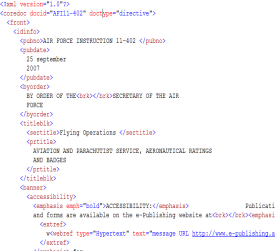 <?xml version="1.0"?>
<coredoc docid="AFI11-402" doctype="directive">
<front>
<idinfo>
<pubno>AIR FORCE INSTRUCTION 11-402 </pubno>
<pubdate>
25 september
2007
</pubdate>
<byorder>
BY ORDER OF THE<brk></brk>SECRETARY OF THE AIR
FORCE
</byorder>
<titleblk>
<sertitle>Flying Operations </sertitle>
<prtitle>
AVIATION AND PARACHUTIST SERVICE, AERONAUTICAL RATINGS
AND BADGES
</prtitle>
</titleblk>
<banner>
<accessibility>
<emphasis emph="bold">ACCESSIBILITY:</emphasis> Publicati
and forms are available on the e-Publishing website at<brk></brk><emphasi
<extref>
w<webref type="Hypertext" text="message URL http://www.e-publishing.a
</extref>